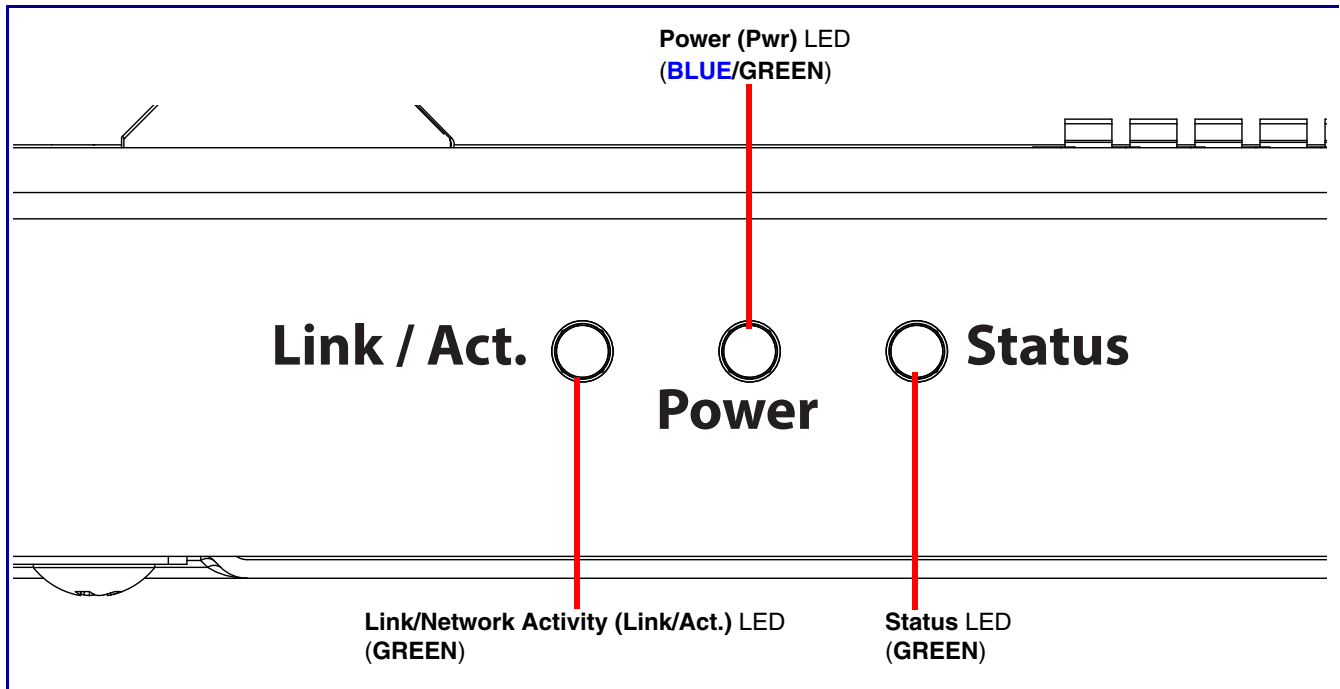 Power (Pwr) LED
(BLUE/GREEN)
Link / Act.
Status
Power
Link/Network Activity (Link/Act.) LED
(GREEN)
Status LED
(GREEN)